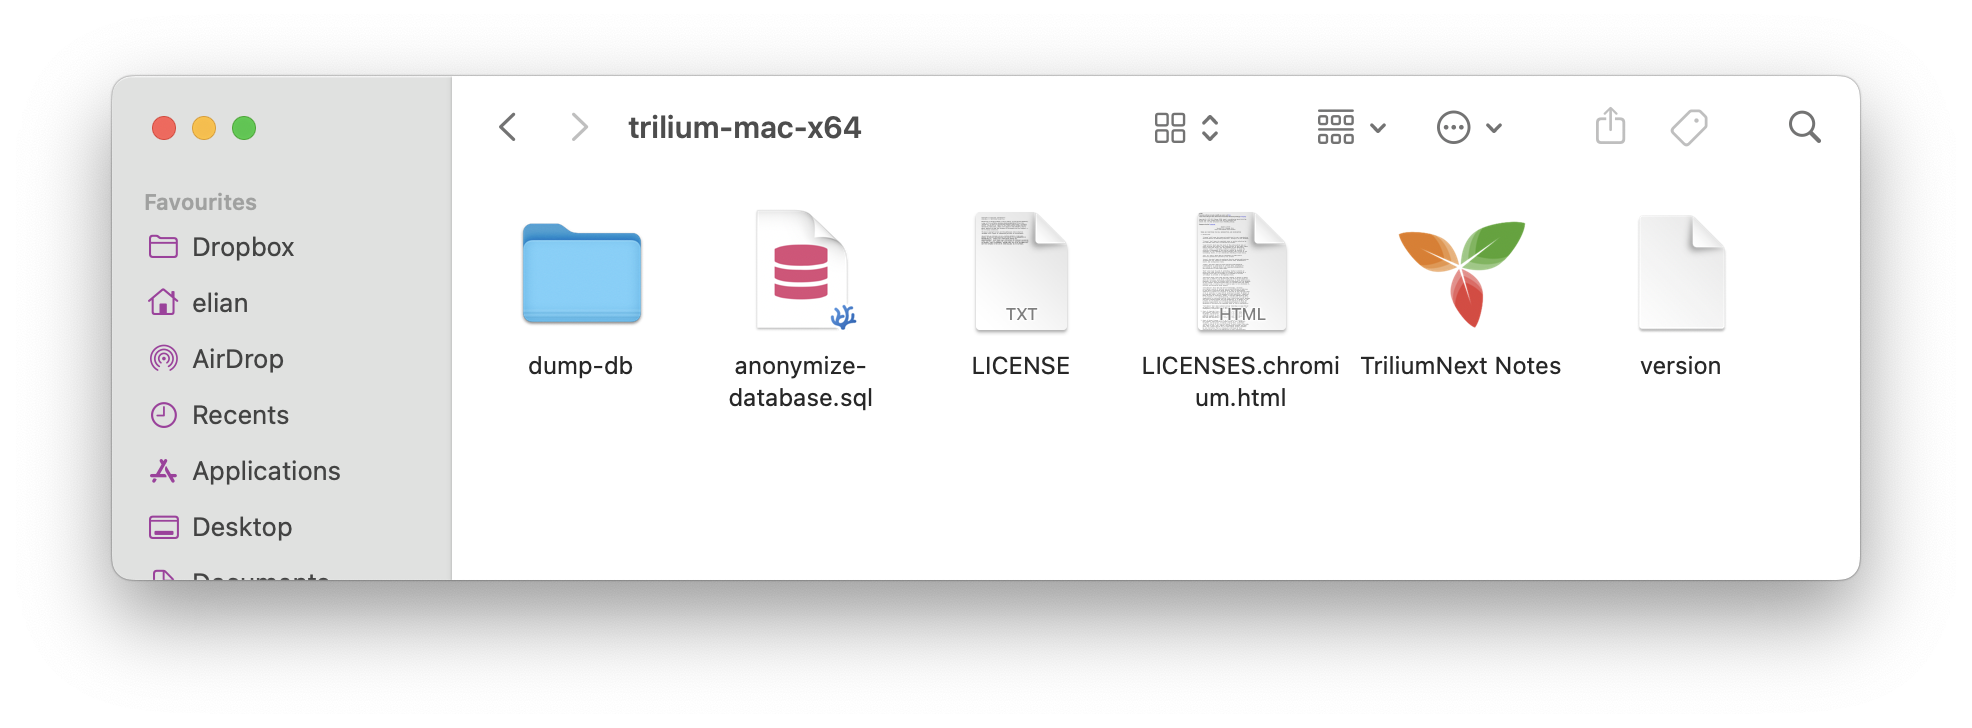 trilium-mac-x64
Favourites
Dropbox
elian
AirDrop
Recents
Applications
Desktop
Documents
dump-db
anonymize-
database.sql
TXT
LICENSE
HTML
LICENSES.chromi
um.html
TriliumNext Notes
version